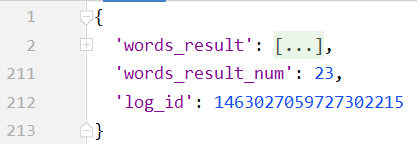 1 {
2 'words_result': [...],
211 'words_result_num': 23,
212 'log_id': 1463027059727302215
213 }